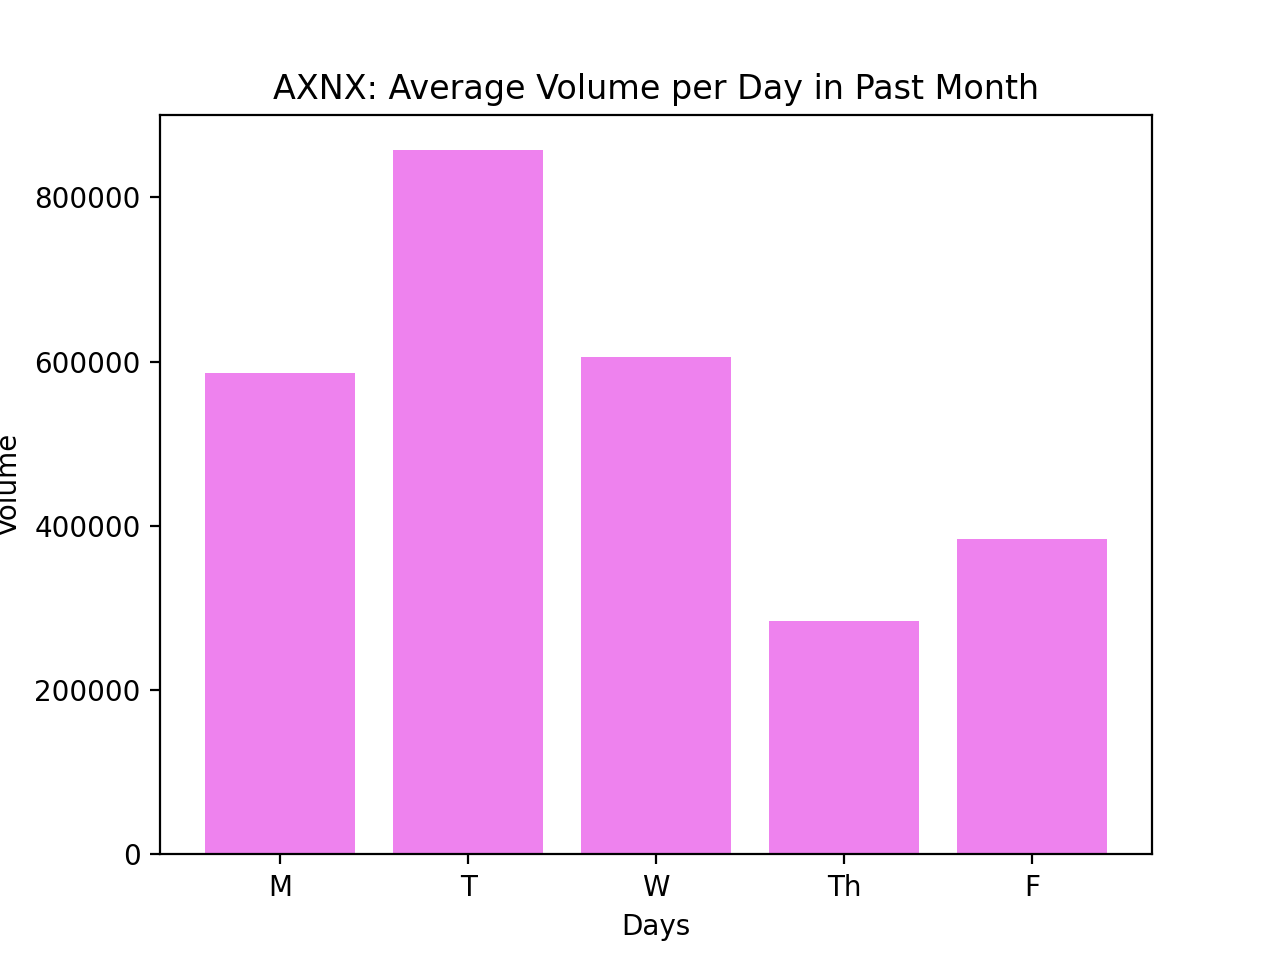 AXNX: Average Volume per Day in Past Month
800000
600000
400000
200000
0
Volume
M T W Th F
Days